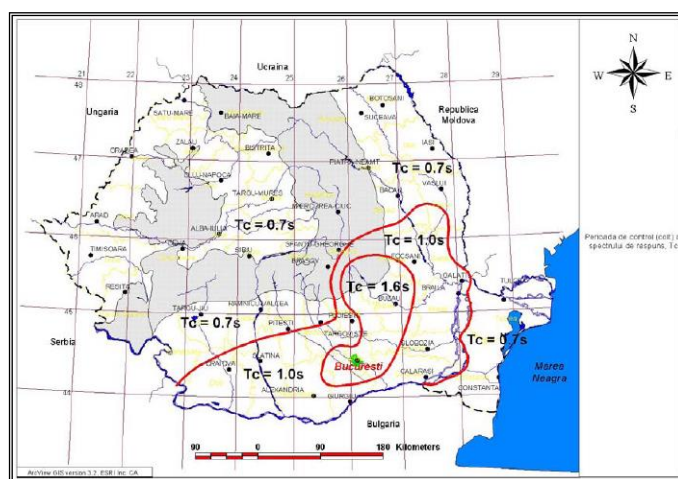 21 22 23 24 25 26 27 28
48 48
Ucraina
N
W E
S
BOTOSANI
SATU-MARE
BAIA-MARE
SUCEAVA
Republica
Moldova
Ungaria
ZALAU
IASI
ORADEA
BISTRITA
47
PIATRA-NEAMT
CLUJ-NAPOCA
Tc = 0.7s
TARGU-MURES
BACAU
VASLUI
MIERCUREA-CIUC
46
ARAD
ALBA-IULIA
Tc = 0.7s
Tc = 1.0s
Perioada de control (colt) a
spectrului de raspuns, Tc
TIMISOARA
SIBIU
SFANTU-GHEORGHE
FOCSANI
BRASOV
GALATI
RESITA
Tc = 1.6s
BRAILA
BUZAU
45
TARGU-JIU
RAMNICU-VALCEA
Tc = 0.7s
PITESTI
PLOIESTI
TARGOVISTE
Serbia
SLOBOZIA
Tc = 0.7s
SLATINA
Bucuresti
Marea
Neagra
CRAIOVA
Tc = 1.0s
CALARASI
CONSTANTA
44
ALEXANDRIA
GIURGIU
Bulgaria
90 0 90 180 Kilometers
ArcView GIS version 3.2, ESRI Inc. CA.